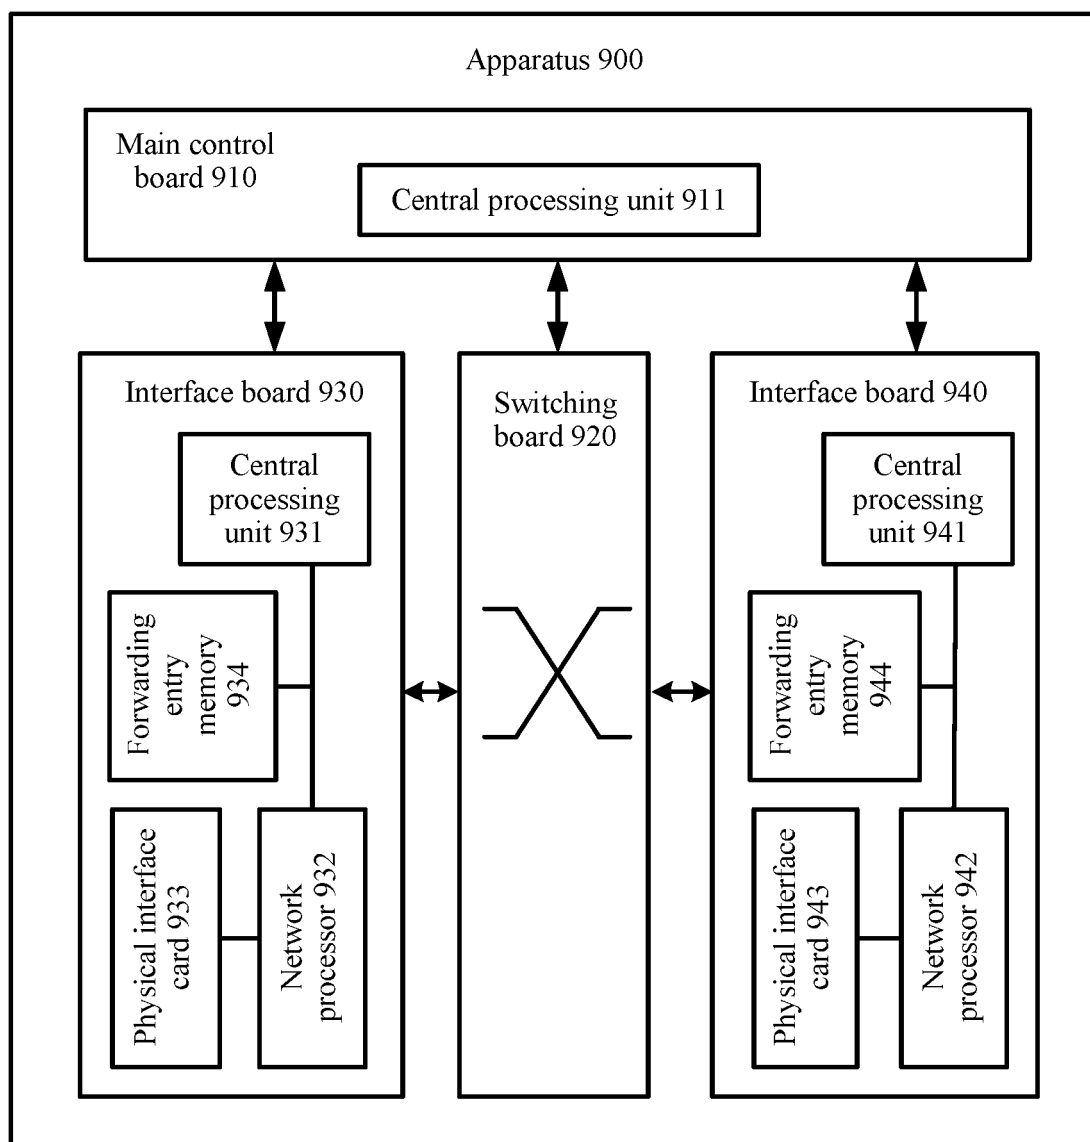 Apparatus 900
Main control
board 910
Central processing unit 911
Interface board 930
Central
processing
unit 931
Forwarding
entry
memory
934
Physical interface
card 933
Network
processor 932
Switching
board 920
Interface board 940
Central
processing
unit 941
Forwarding
entry
memory
944
Physical interface
card 943
Network
processor 942